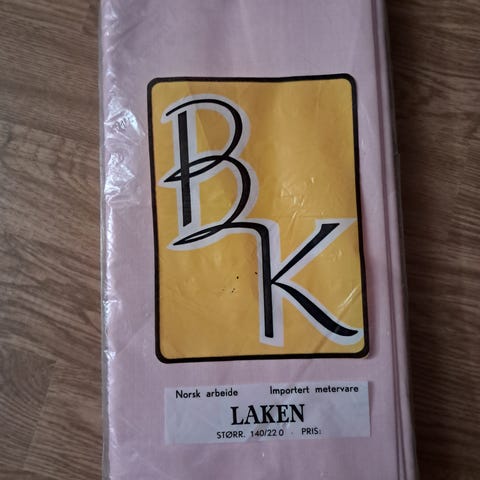 BK
Norsk arbeide Importert metervare
LAKEN
STØRR. 140/220 · PRIS: